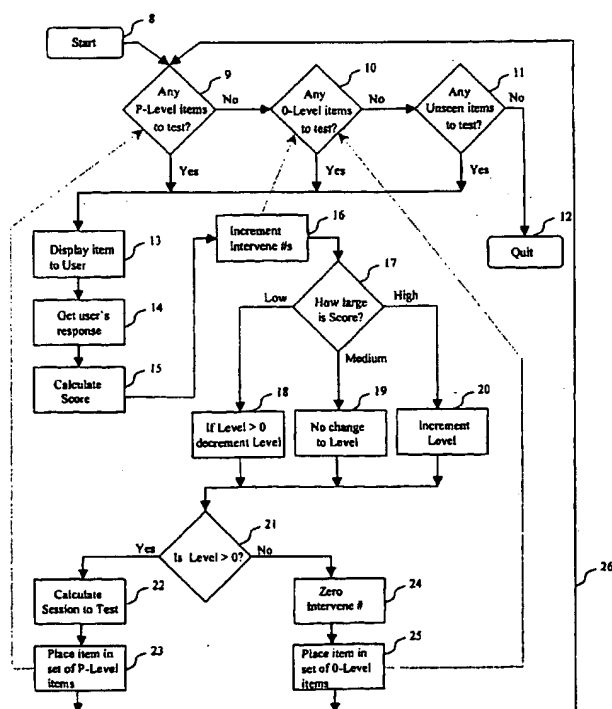 8
Start
9
Any
P-Level items
to test?
No
10
Any
0-Level items
to test?
No
11
Any
Unseen items
to test?
No
Yes
Yes
Yes
12
Quit
13
Display item
to User
16
Increment
Intervene #s
14
Get user's
response
17
How large
is Score?
Low
High
Medium
15
Calculate
Score
18
If Level > 0
decrement Level
19
No change
to Level
20
Increment
Level
21
Is Level > 0?
Yes
No
22
Calculate
Session to Test
24
Zero
Intervene #
23
Place item in
set of P-Level
items
25
Place item in
set of 0-Level
items
26